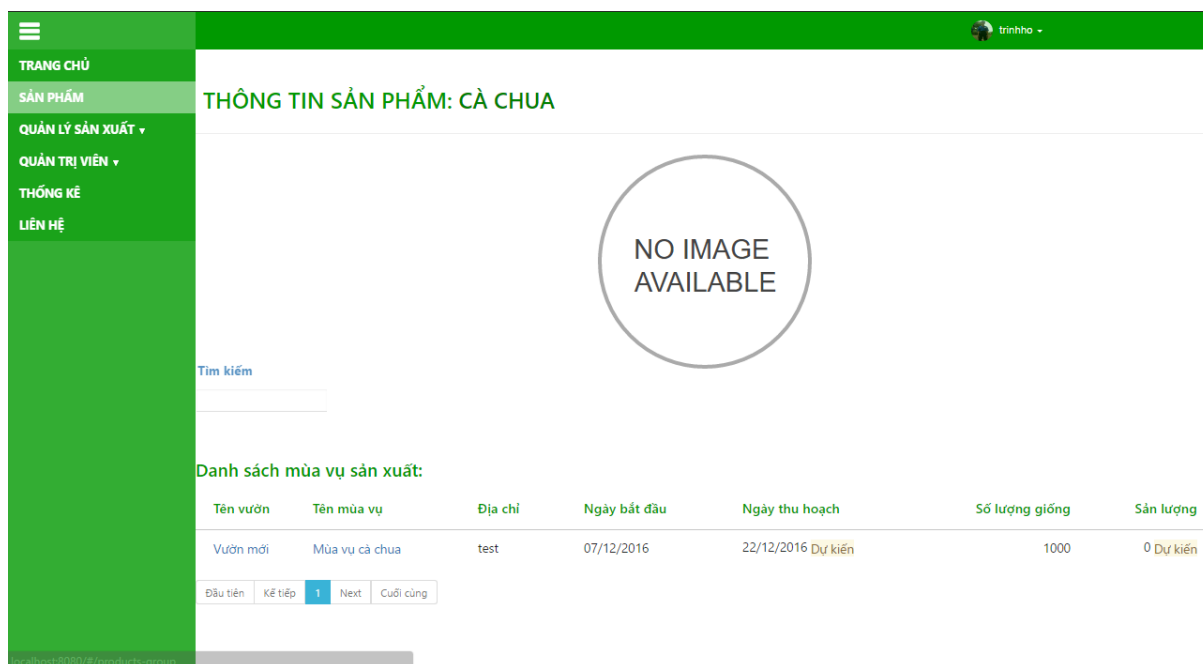 trinhho
TRANG CHỦ
SẢN PHẨM
QUẢN LÝ SẢN XUẤT
QUẢN TRỊ VIÊN
THỐNG KÊ
LIÊN HỆ
THÔNG TIN SẢN PHẨM: CÀ CHUA
NO IMAGE
AVAILABLE
Tìm kiếm
Danh sách mùa vụ sản xuất:
Tên vườn Tên mùa vụ Địa chỉ Ngày bắt đầu Ngày thu hoạch Số lượng giống Sản lượng
Vườn mới Mùa vụ cà chua test 07/12/2016 22/12/2016 Dự kiến 1000 0 Dự kiến
Đầu tiên Kế tiếp 1 Next Cuối cùng
localhost:8080/#/products-group